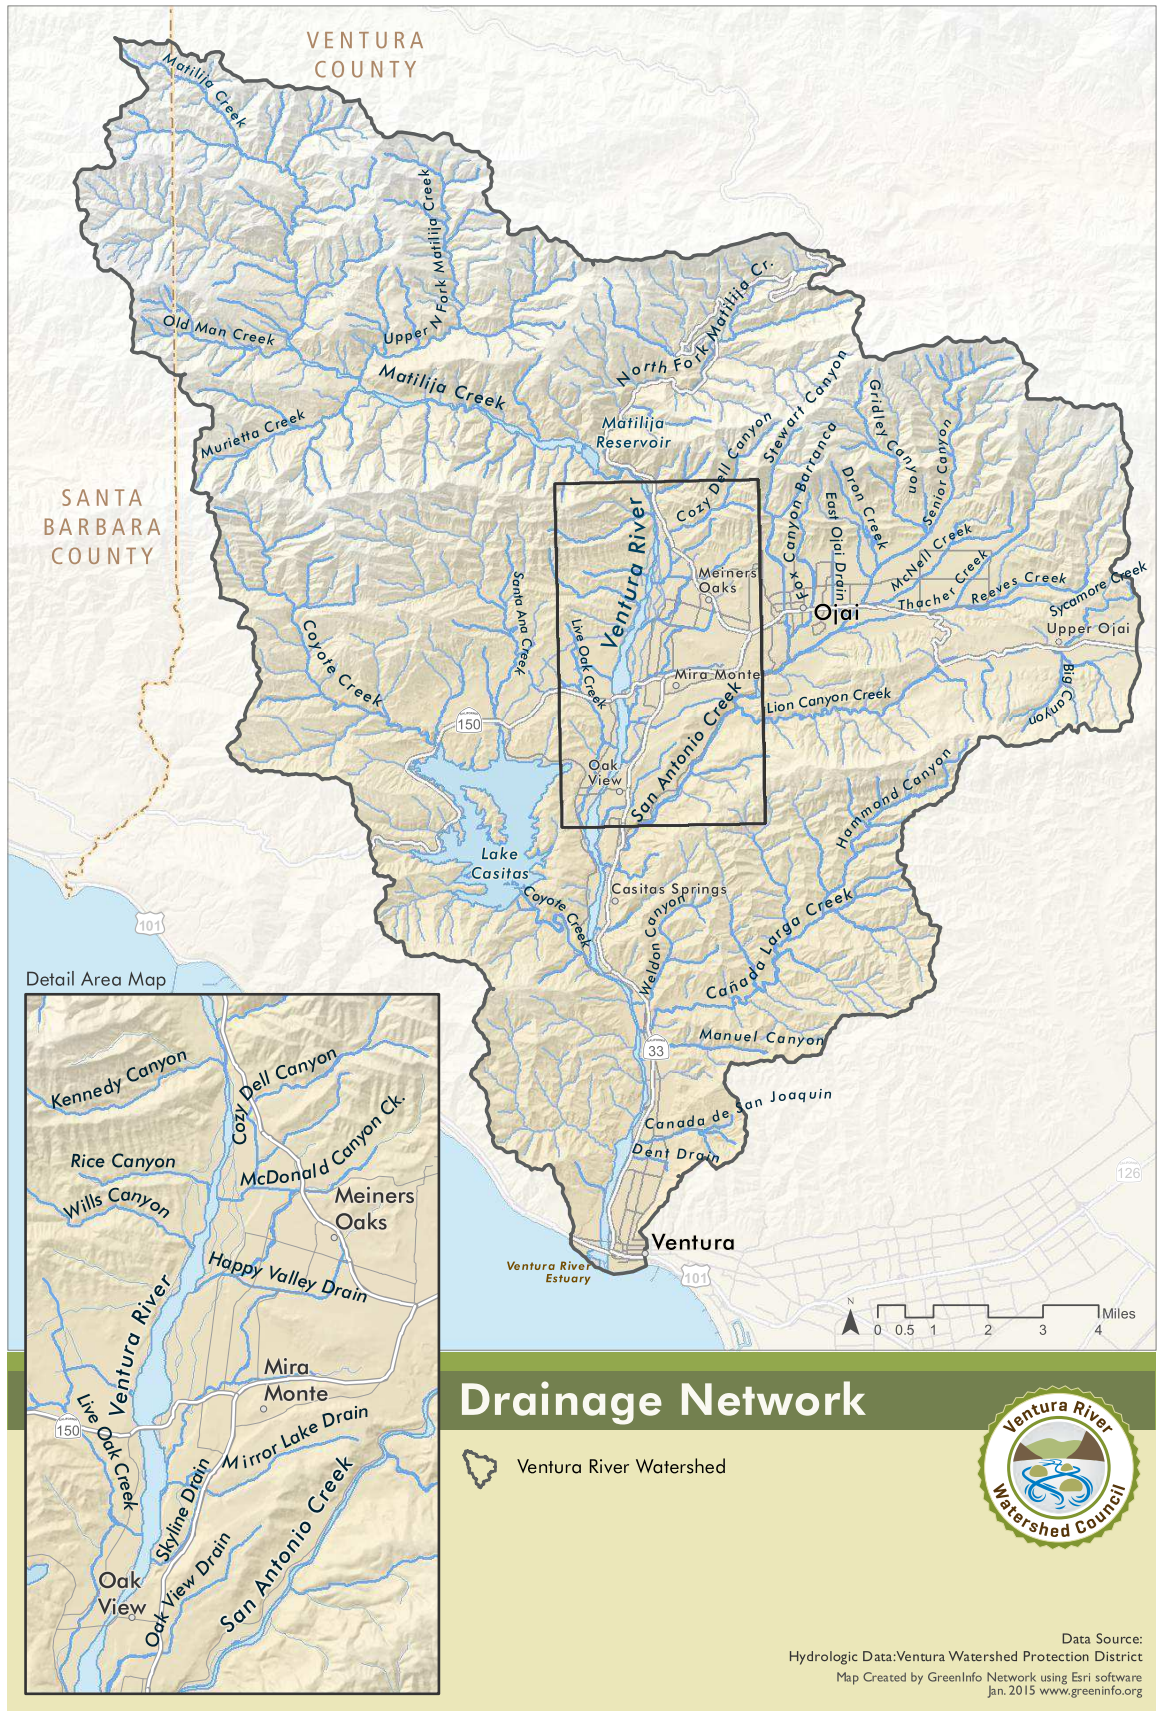 VENTURA
COUNTY
Matilija Creek
Upper N Fork Matilija Creek
Old Man Creek
Matilija Creek
Murietta Creek
North Fork Matilija Cr.
Matilija
Reservoir
SANTA
BARBARA
COUNTY
Cozy Dell Canyon
Stewart Canyon
Fox Canyon Barranca
East Ojai Drain
Dron Creek
Gridley Canyon
Senior Canyon
McNell Creek
Thacher Creek
Reeves Creek
Sycamore Creek
Upper Ojai
Big Canyon
Ventura River
Meiners
Oaks
Ojai
Santa Ana Creek
Live Oak Creek
Coyote Creek
Mira Monte
Lion Canyon Creek
San Antonio Creek
150
Oak
View
Hammond Canyon
Lake
Casitas
Coyote Creek
Casitas Springs
Weldon Canyon
Cañada Larga Creek
101
Manuel Canyon
33
Canada de San Joaquin
Dent Drain
126
Ventura
Ventura River
Estuary
101
N
0 0.5 1 2 3 4 Miles
Detail Area Map
Kennedy Canyon
Cozy Dell Canyon
Rice Canyon
McDonald Canyon Ck.
Wills Canyon
Meiners
Oaks
Happy Valley Drain
Ventura River
Mira
Monte
150
Live Oak Creek
Mirror Lake Drain
Skyline Drain
San Antonio Creek
Oak
View
Oak View Drain
Drainage Network
Ventura River Watershed
Ventura River
Watershed Council
Data Source:
Hydrologic Data:Ventura Watershed Protection District
Map Created by GreenInfo Network using Esri software
Jan. 2015 www.greeninfo.org